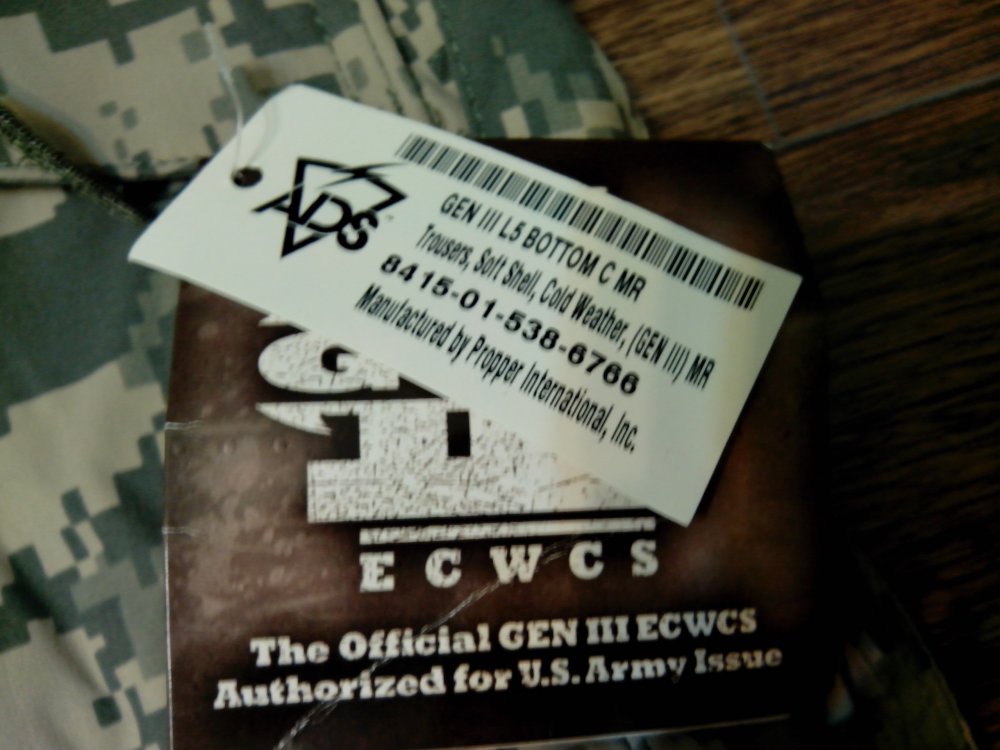 ADS
GEN III L5 BOTTOM C MR
Trousers, Soft Shell, Cold Weather, (GEN III) MR
8415-01-538-6766
Manufactured by Propper International, Inc.
ECWCS
The Official GEN III ECWCS
Authorized for U.S. Army Issue